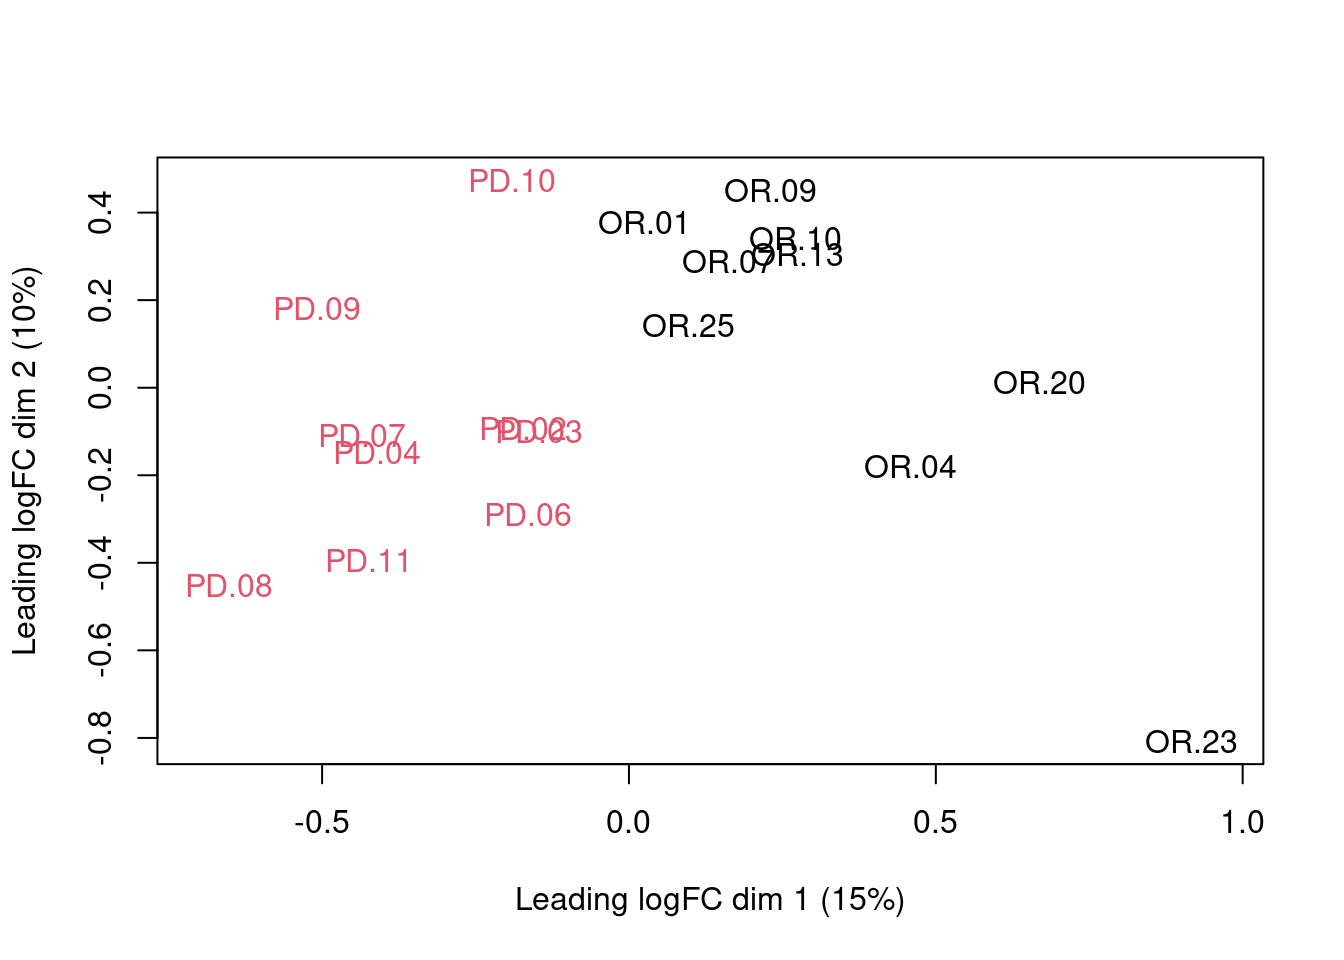 PD.10
OR.09
OR.01
OR.10
OR.13
OR.07
PD.09
OR.25
OR.20
PD.02
PD.03
PD.07
PD.04
OR.04
PD.06
PD.11
PD.08
OR.23
0.4
0.2
0.0
-0.2
-0.4
-0.6
-0.8
Leading logFC dim 2 (10%)
-0.5
0.0
0.5
1.0
Leading logFC dim 1 (15%)